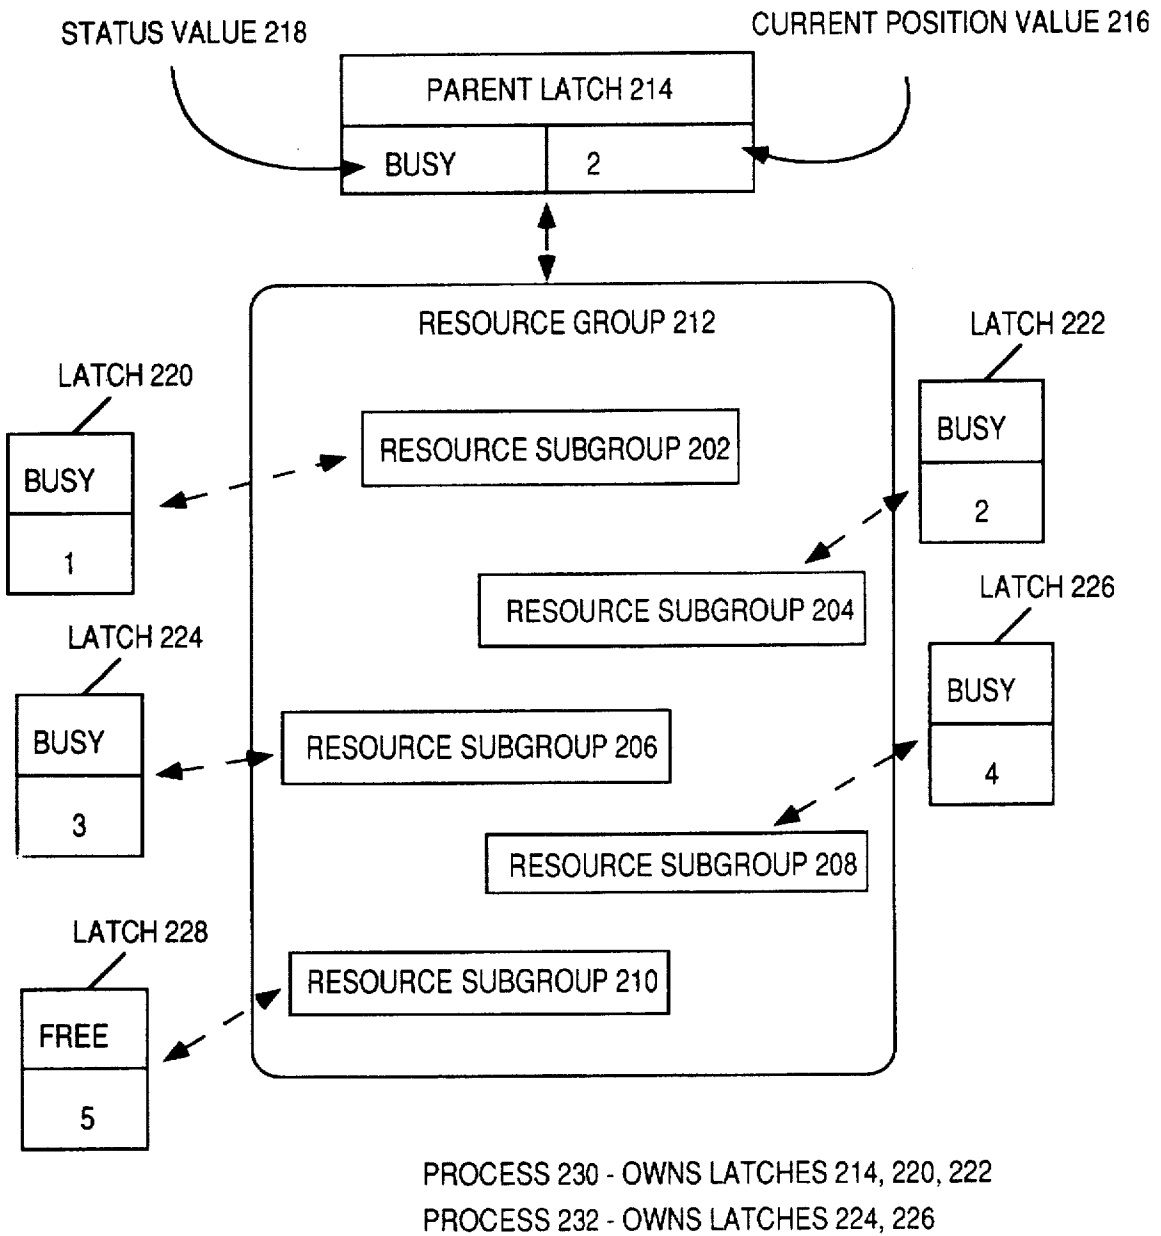 STATUS VALUE 218
CURRENT POSITION VALUE 216
PARENT LATCH 214
BUSY
2
RESOURCE GROUP 212
LATCH 222
LATCH 220
BUSY
RESOURCE SUBGROUP 202
BUSY
2
1
LATCH 226
RESOURCE SUBGROUP 204
LATCH 224
BUSY
BUSY
RESOURCE SUBGROUP 206
4
3
RESOURCE SUBGROUP 208
LATCH 228
RESOURCE SUBGROUP 210
FREE
5
PROCESS 230 - OWNS LATCHES 214, 220, 222
PROCESS 232 - OWNS LATCHES 224, 226